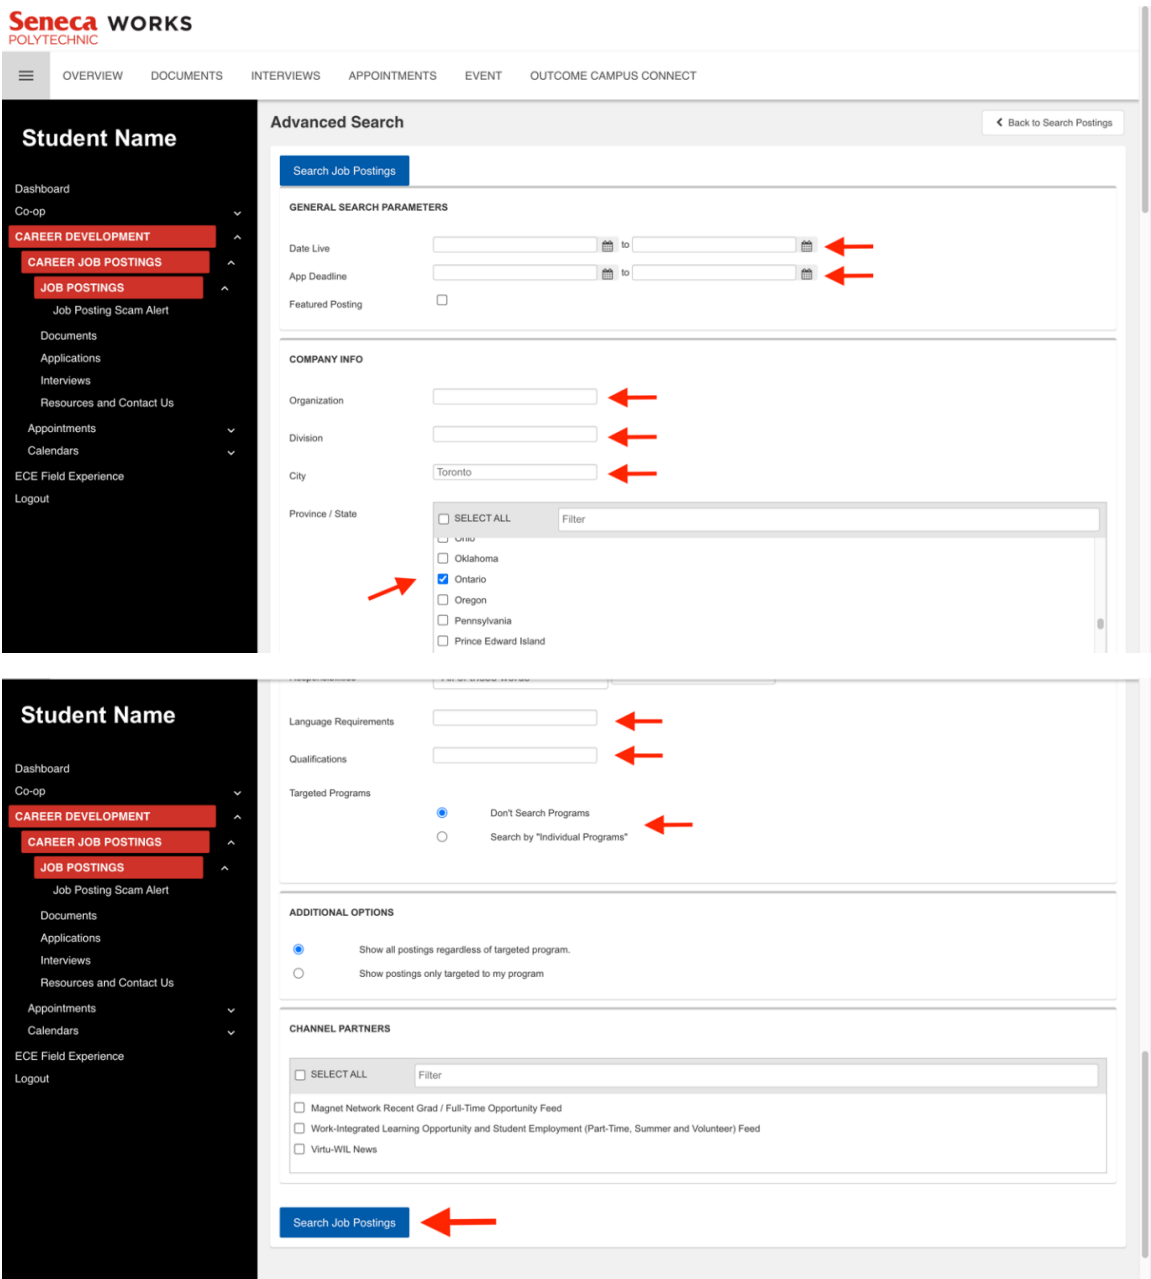 Seneca WORKS
POLYTECHNIC
OVERVIEW DOCUMENTS INTERVIEWS APPOINTMENTS EVENT OUTCOME CAMPUS CONNECT
Student Name
Dashboard
Co-op
CAREER DEVELOPMENT
CAREER JOB POSTINGS
JOB POSTINGS
Job Posting Scam Alert
Documents
Applications
Interviews
Resources and Contact Us
Appointments
Calendars
ECE Field Experience
Logout
Advanced Search
Back to Search Postings
Search Job Postings
GENERAL SEARCH PARAMETERS
Date Live to
App Deadline to
Featured Posting
COMPANY INFO
Organization
Division
City Toronto
Province / State SELECT ALL Filter
Ohio
Oklahoma
Ontario
Oregon
Pennsylvania
Prince Edward Island
Student Name
Dashboard
Co-op
CAREER DEVELOPMENT
CAREER JOB POSTINGS
JOB POSTINGS
Job Posting Scam Alert
Documents
Applications
Interviews
Resources and Contact Us
Appointments
Calendars
ECE Field Experience
Logout
Language Requirements
Qualifications
Targeted Programs
Don't Search Programs
Search by "Individual Programs"
ADDITIONAL OPTIONS
Show all postings regardless of targeted program.
Show postings only targeted to my program
CHANNEL PARTNERS
SELECT ALL Filter
Magnet Network Recent Grad / Full-Time Opportunity Feed
Work-Integrated Learning Opportunity and Student Employment (Part-Time, Summer and Volunteer) Feed
Virtu-WIL News
Search Job Postings